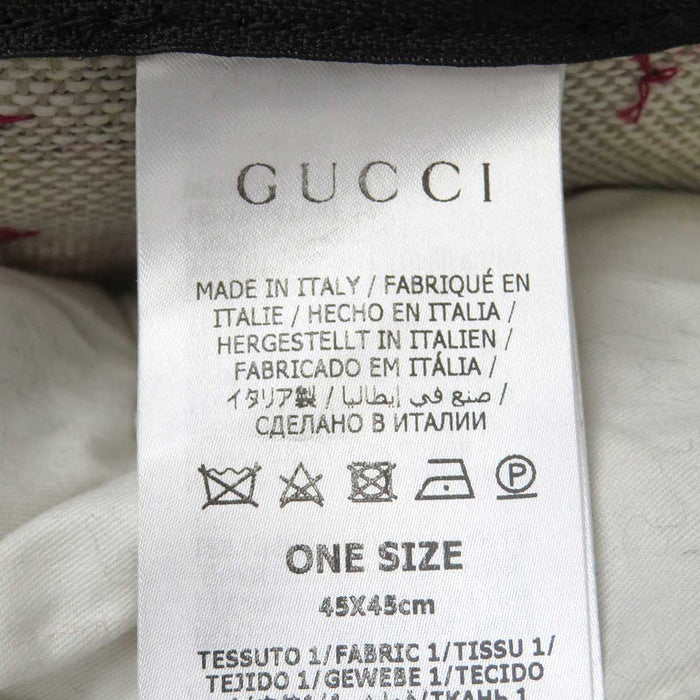 GUCCI
MADE IN ITALY / FABRIQUÉ EN
ITALIE / HECHO EN ITALIA /
HERGESTELLT IN ITALIEN /
FABRICADO EM ITÁLIA /
イタリア製 / صنع في إيطاليا /
СДЕЛАНО В ИТАЛИИ
P
ONE SIZE
45X45cm
TESSUTO 1/FABRIC 1/TISSU 1/
TEJIDO 1/GEWEBE 1/TECIDO
ТКАНЬ 1